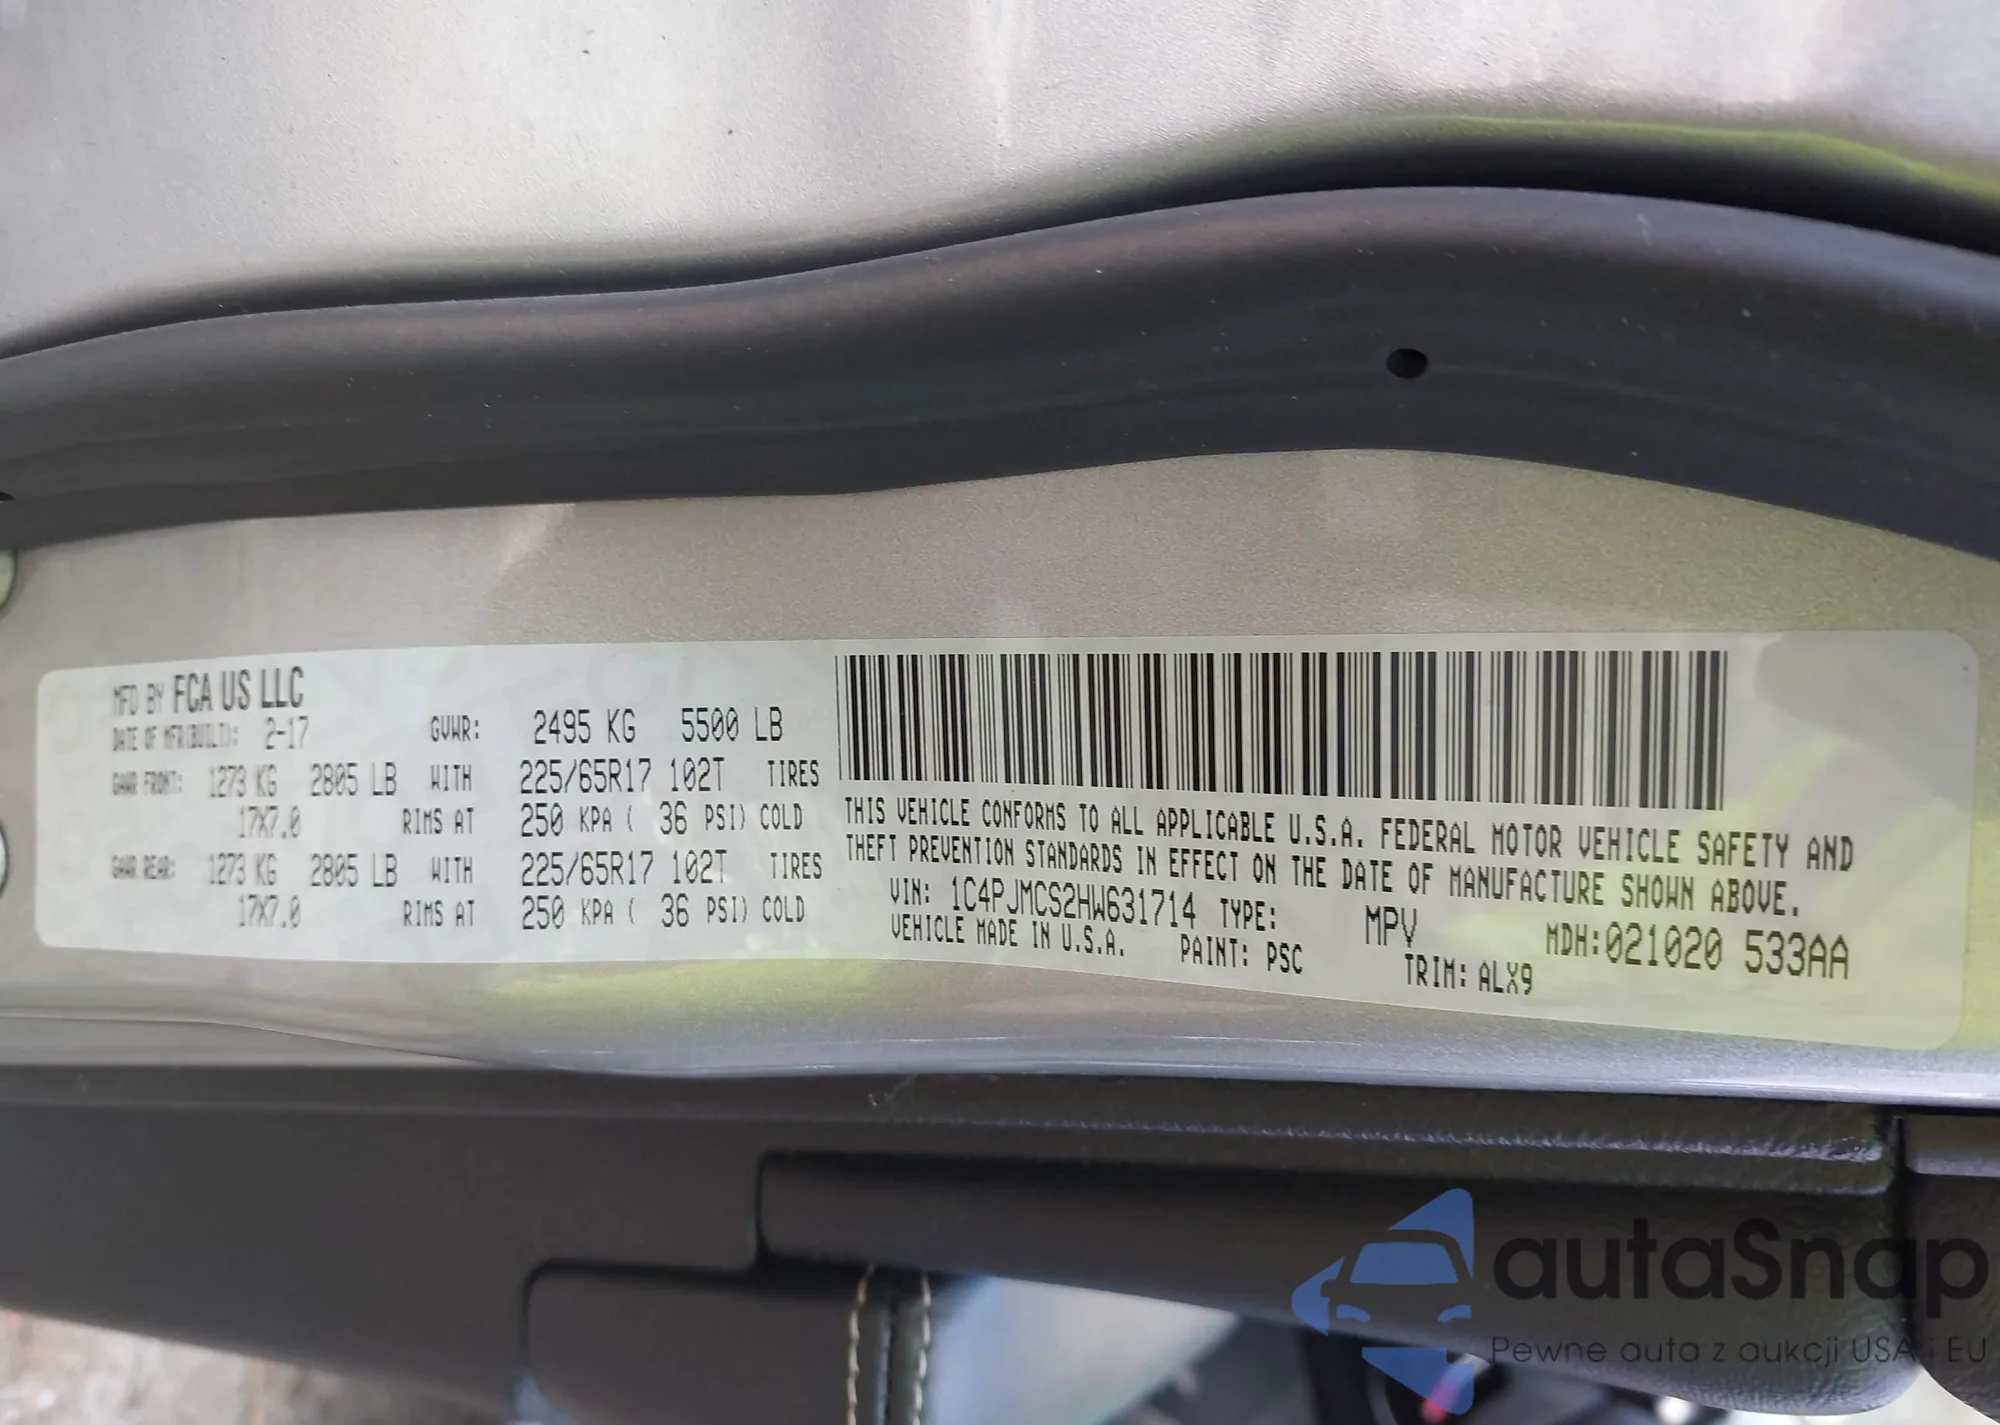 MFD BY FCA US LLC
DATE OF MFR(BUILT): 2-17 GVWR: 2495 KG 5500 LB
GAWR FRONT: 1273 KG 2805 LB WITH 225/65R17 102T TIRES
17X7.0 RIMS AT 250 KPA ( 36 PSI) COLD
GAWR REAR: 1273 KG 2805 LB WITH 225/65R17 102T TIRES
17X7.0 RIMS AT 250 KPA ( 36 PSI) COLD
THIS VEHICLE CONFORMS TO ALL APPLICABLE U.S.A. FEDERAL MOTOR VEHICLE SAFETY AND
THEFT PREVENTION STANDARDS IN EFFECT ON THE DATE OF MANUFACTURE SHOWN ABOVE.
VIN: 1C4PJMCS2HW631714 TYPE: MPV MDH:021020 533AA
VEHICLE MADE IN U.S.A. PAINT: PSC TRIM: ALX9
autaSnap
Pewne auta z aukcji USA i EU